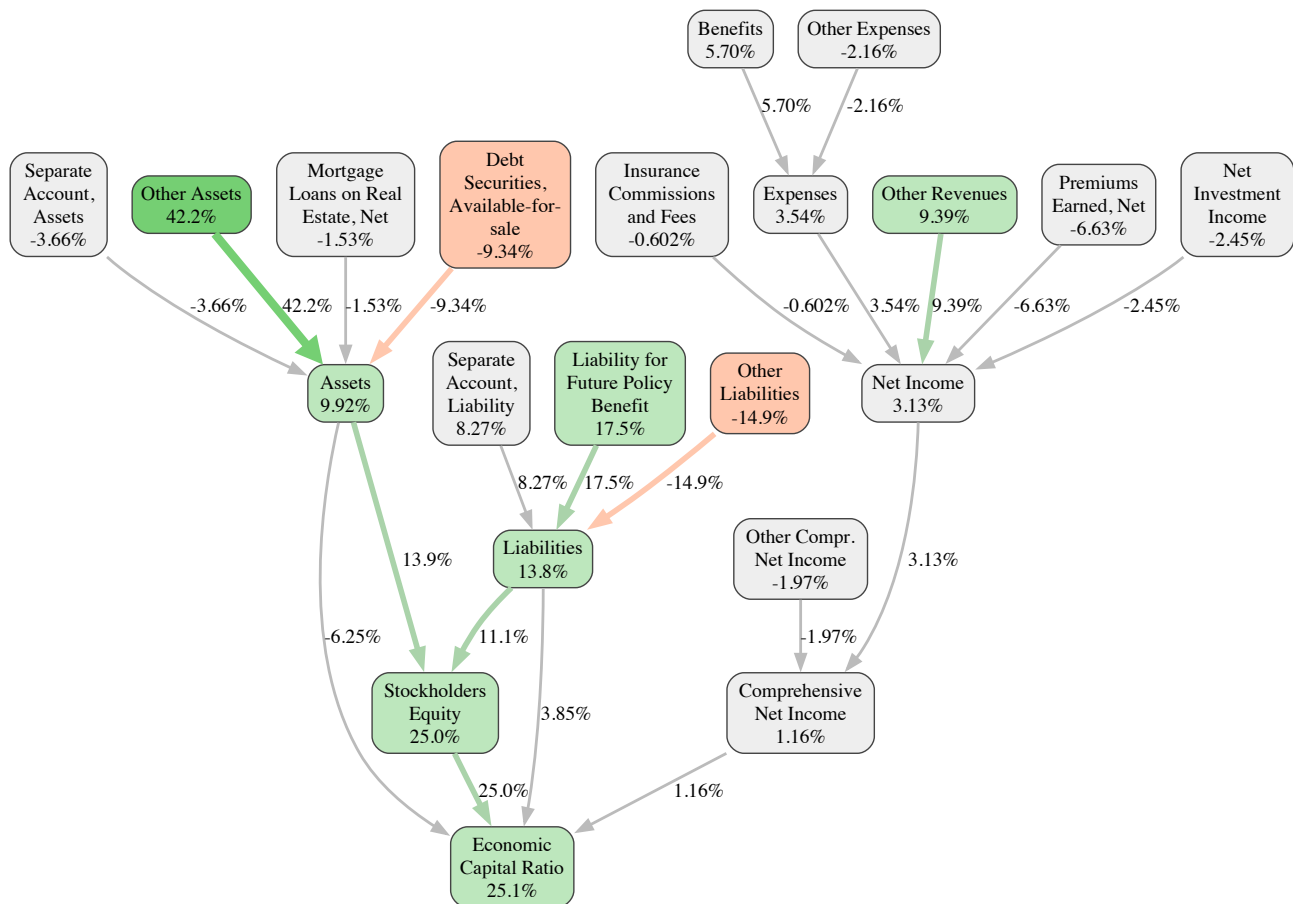 Benefits
5.70%
Other Expenses
-2.16%
5.70%
-2.16%
Separate
Account,
Assets
-3.66%
Other Assets
42.2%
Mortgage
Loans on Real
Estate, Net
-1.53%
Debt
Securities,
Available-for-
sale
-9.34%
Insurance
Commissions
and Fees
-0.602%
Expenses
3.54%
Other Revenues
9.39%
Premiums
Earned, Net
-6.63%
Net
Investment
Income
-2.45%
-3.66%
42.2%
-1.53%
-9.34%
-0.602%
3.54%
9.39%
-6.63%
-2.45%
Assets
9.92%
Separate
Account,
Liability
8.27%
Liability for
Future Policy
Benefit
17.5%
Other
Liabilities
-14.9%
Net Income
3.13%
8.27%
17.5%
-14.9%
Liabilities
13.8%
Other Compr.
Net Income
-1.97%
13.9%
3.13%
-6.25%
11.1%
-1.97%
Stockholders
Equity
25.0%
3.85%
Comprehensive
Net Income
1.16%
25.0%
1.16%
Economic
Capital Ratio
25.1%